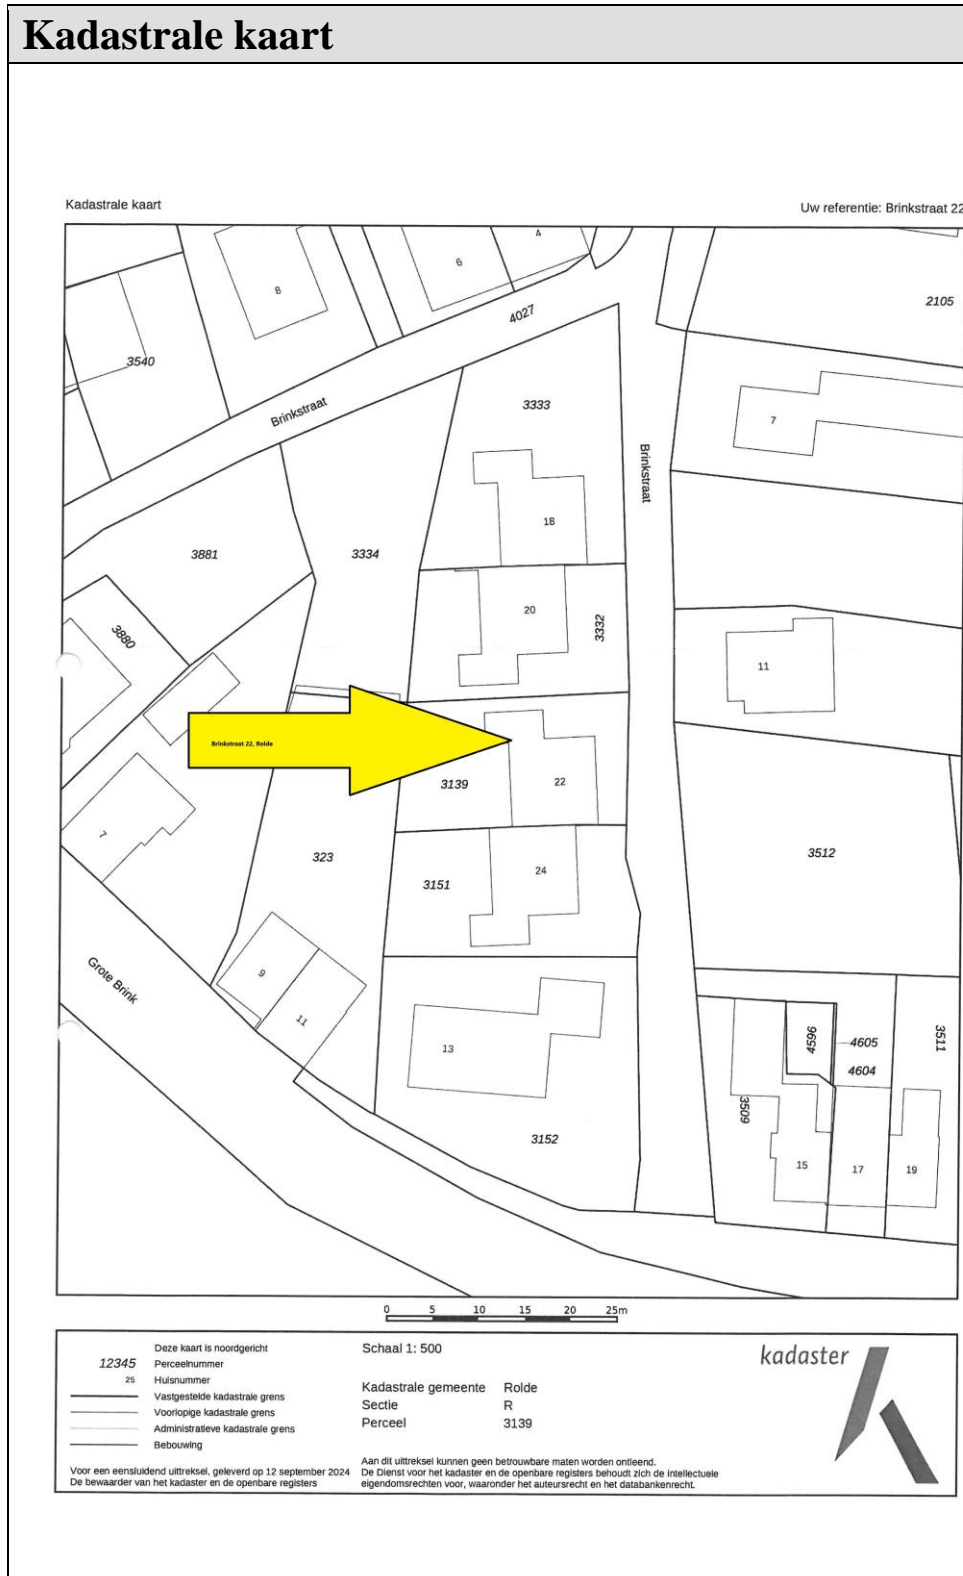 Kadastrale kaart
Kadastrale kaart
Uw referentie: Brinkstraat 22
4
6
8
2105
4027
3540
3333
7
Brinkstraat
Brinkstraat
18
3881
3334
20
3332
3880
11
Brinkstraat 22, Rolde
3139
22
7
323
3512
24
3151
Grote Brink
9
11
13
4596
4605
3511
4604
3509
3152
15
17
19
0 5 10 15 20 25m
Deze kaart is noordgericht
12345 Perceelnummer
25 Huisnummer
Vastgestelde kadastrale grens
Voorlopige kadastrale grens
Administratieve kadastrale grens
Bebouwing
Schaal 1: 500
Kadastrale gemeente Rolde
Sectie R
Perceel 3139
kadaster
Voor een eensluidend uittreksel, geleverd op 12 september 2024
De bewaarder van het kadaster en de openbare registers
Aan dit uittreksel kunnen geen betrouwbare maten worden ontleend.
De Dienst voor het kadaster en de openbare registers behoudt zich de intellectuele
eigendomsrechten voor, waaronder het auteursrecht en het databankenrecht.